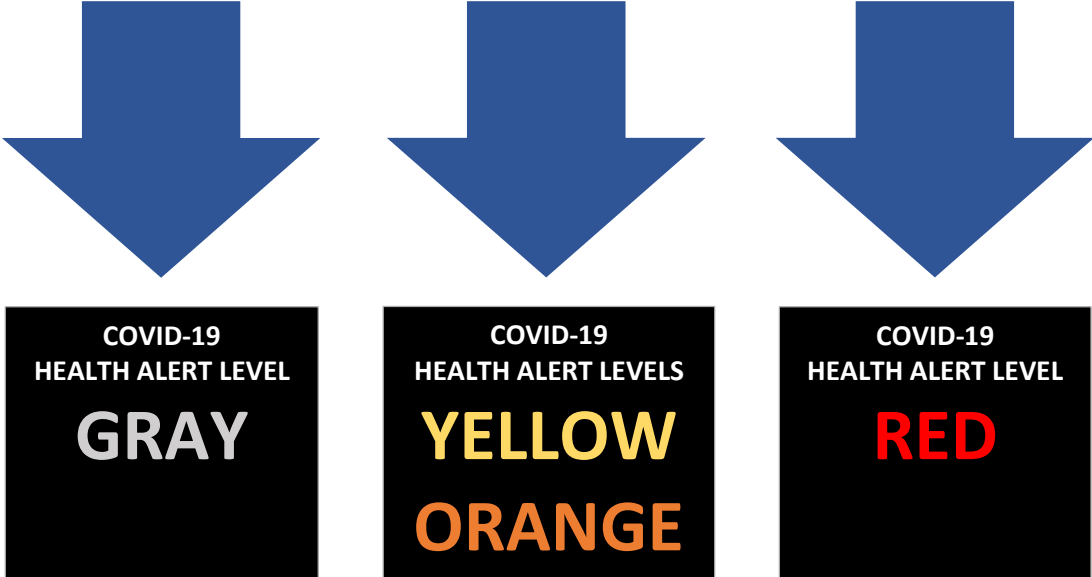 COVID-19
HEALTH ALERT LEVEL
GRAY
COVID-19
HEALTH ALERT LEVELS
YELLOW
ORANGE
COVID-19
HEALTH ALERT LEVEL
RED